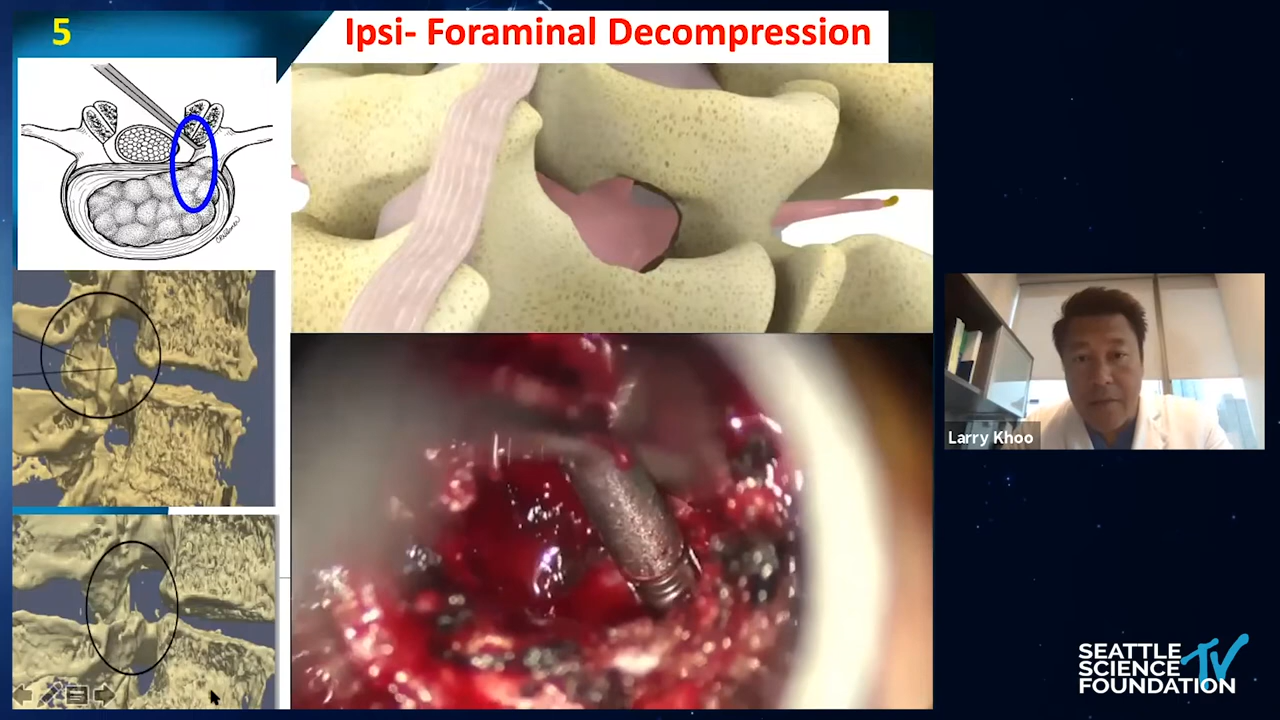 5
Ipsi- Foraminal Decompression
Larry Khoo
SEATTLE
SCIENCE
FOUNDATION
TV